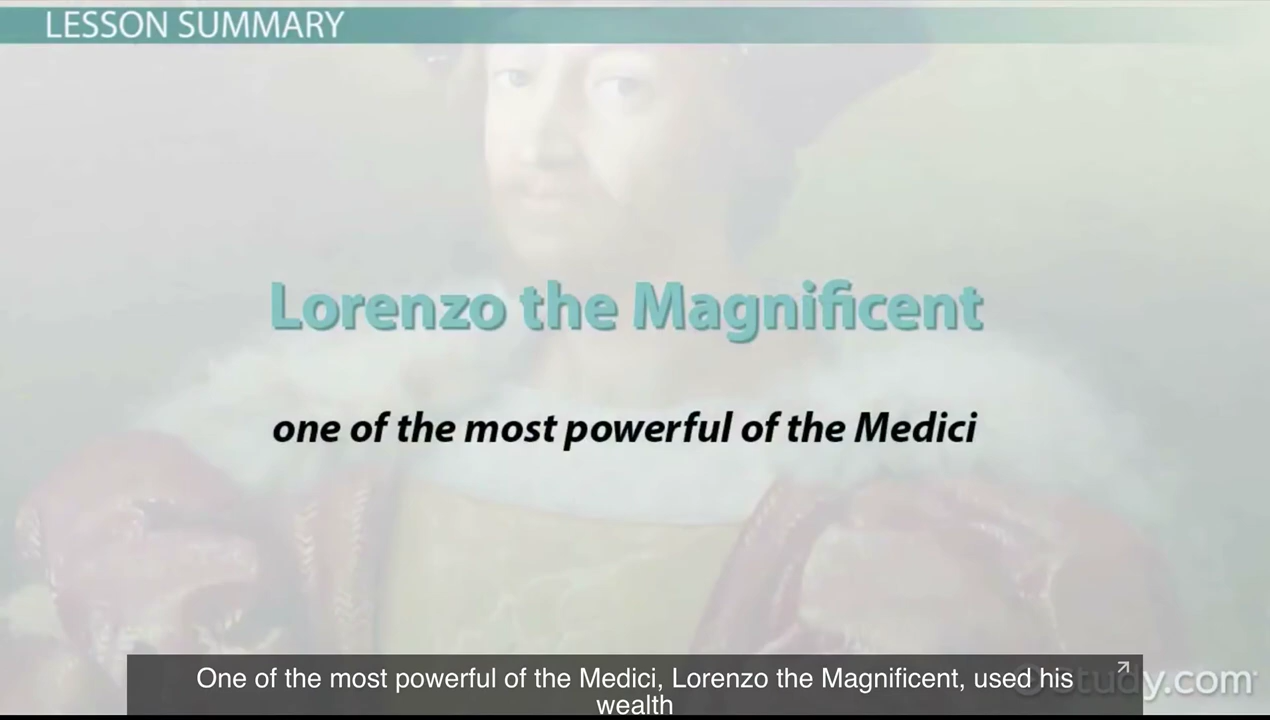 LESSON SUMMARY
Lorenzo the Magnificent
one of the most powerful of the Medici
One of the most powerful of the Medici, Lorenzo the Magnificent, used his
wealth
Study.com